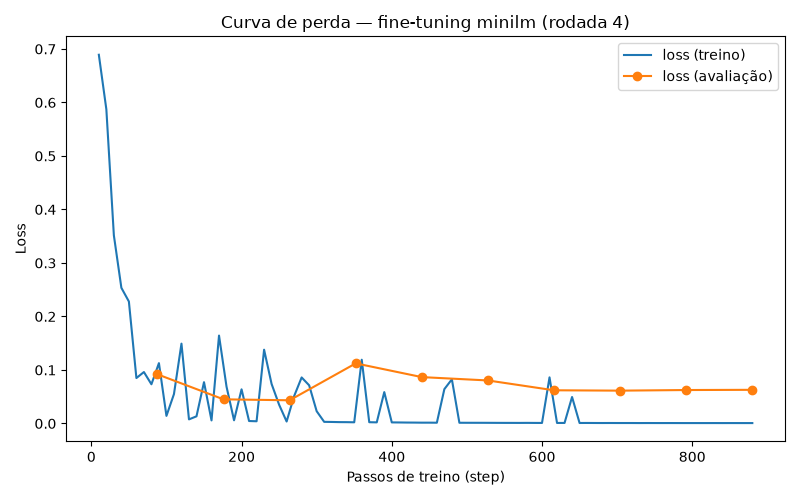 Curva de perda — fine-tuning minilm (rodada 4)
loss (treino)
loss (avaliação)
Loss
0.7
0.6
0.5
0.4
0.3
0.2
0.1
0.0
0 200 400 600 800
Passos de treino (step)